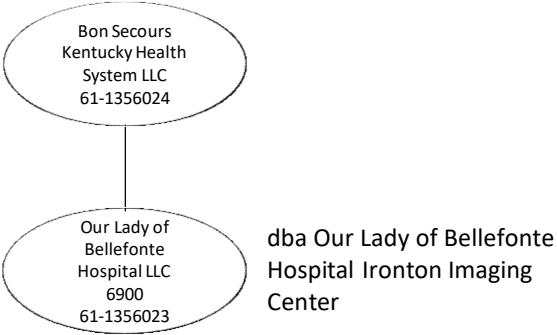 Bon Secours
Kentucky Health
System LLC
61-1356024
Our Lady of
Bellefonte
Hospital LLC
6900
61-1356023
dba Our Lady of Bellefonte
Hospital Ironton Imaging
Center